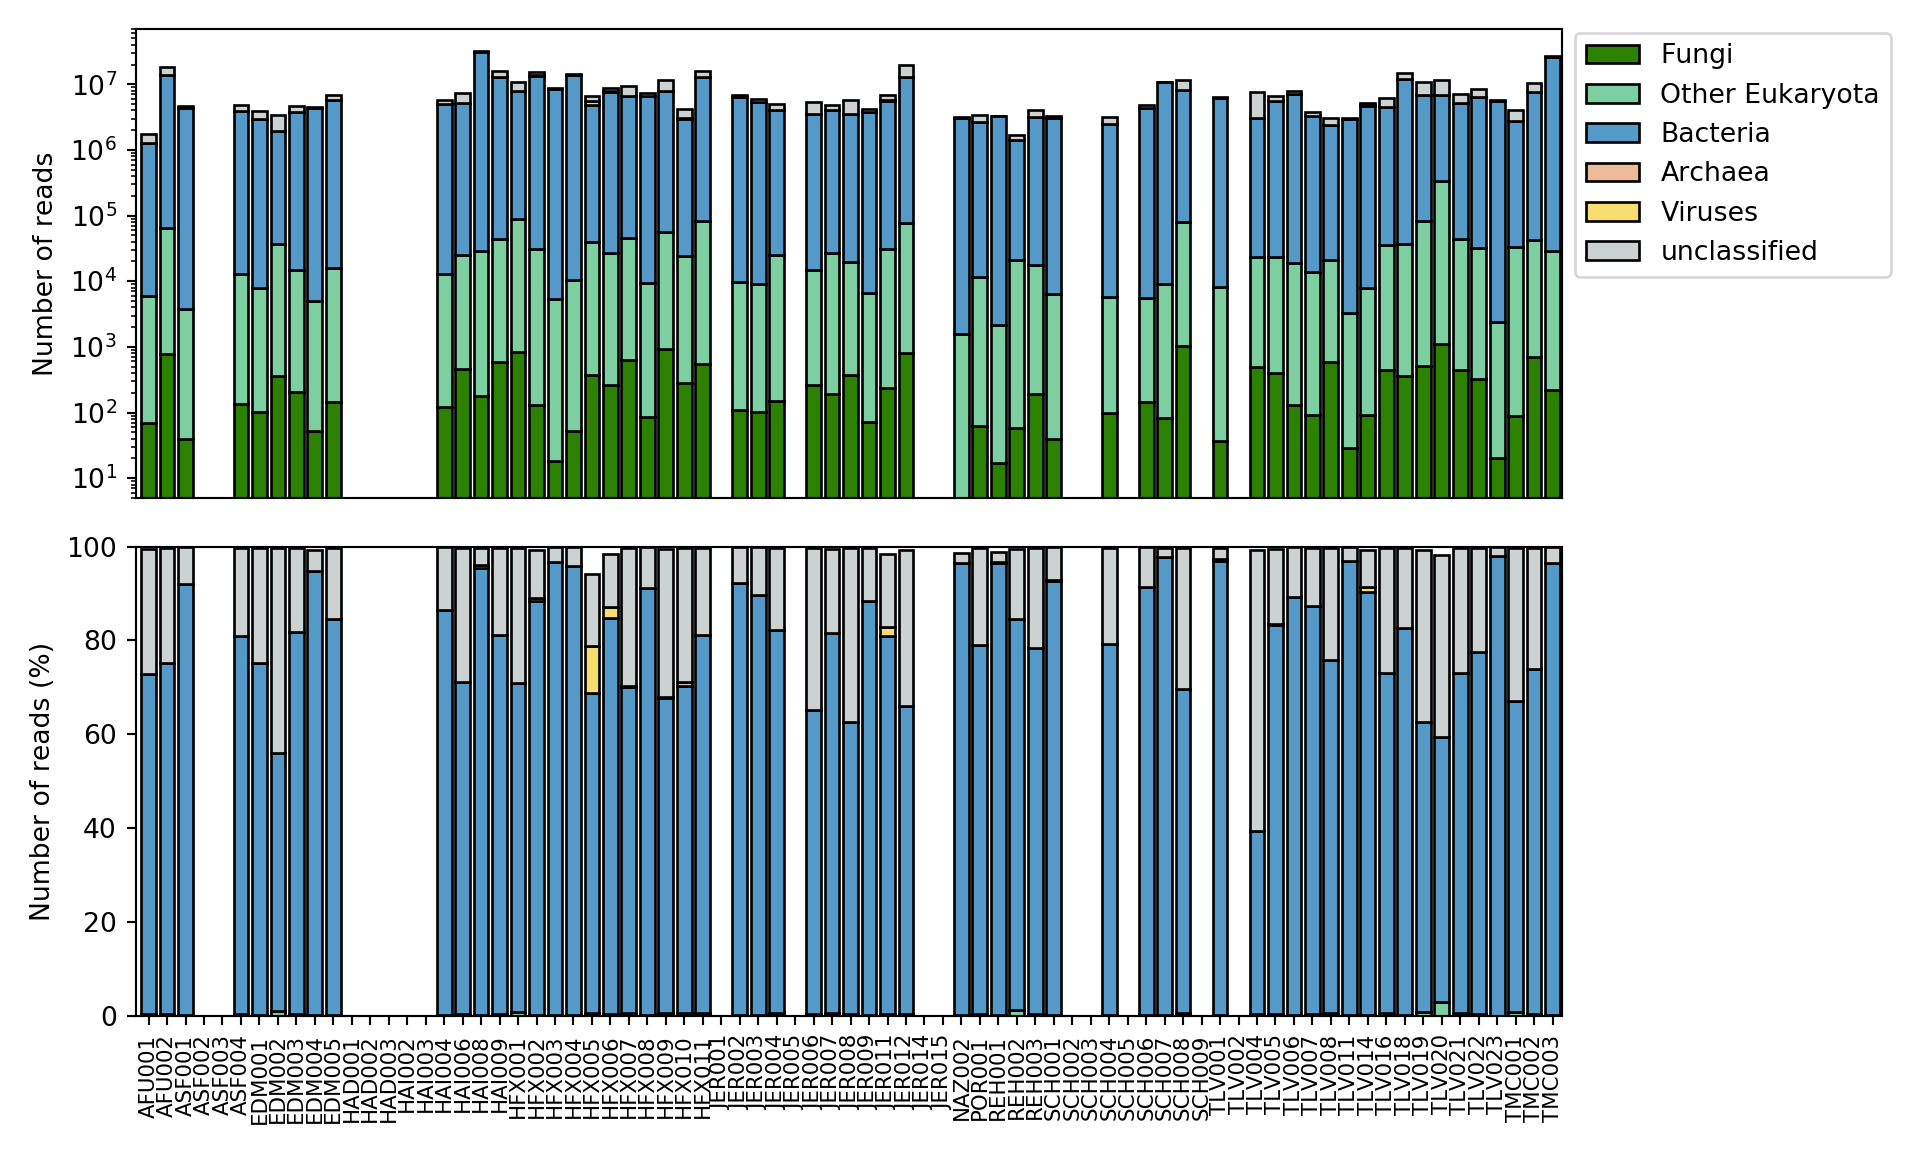 Number of reads
10^7
10^6
10^5
10^4
10^3
10^2
10^1
Fungi
Other Eukaryota
Bacteria
Archaea
Viruses
unclassified
Number of reads (%)
100
80
60
40
20
0
AFU001
AFU002
ASF001
ASF002
ASF003
ASF004
EDM001
EDM002
EDM003
EDM004
EDM005
HAD001
HAD002
HAD003
HAI002
HAI003
HAI004
HAI006
HAI008
HAI009
HFX001
HFX002
HFX003
HFX004
HFX005
HFX006
HFX007
HFX008
HFX009
HFX010
HFX011
JER001
JER002
JER003
JER004
JER005
JER006
JER007
JER008
JER009
JER011
JER012
JER014
JER015
NAZ002
POR001
REH001
REH002
REH003
SCH001
SCH002
SCH003
SCH004
SCH005
SCH006
SCH007
SCH008
SCH009
TLV001
TLV002
TLV004
TLV005
TLV006
TLV007
TLV008
TLV011
TLV014
TLV016
TLV018
TLV019
TLV020
TLV021
TLV022
TLV023
TMC001
TMC002
TMC003